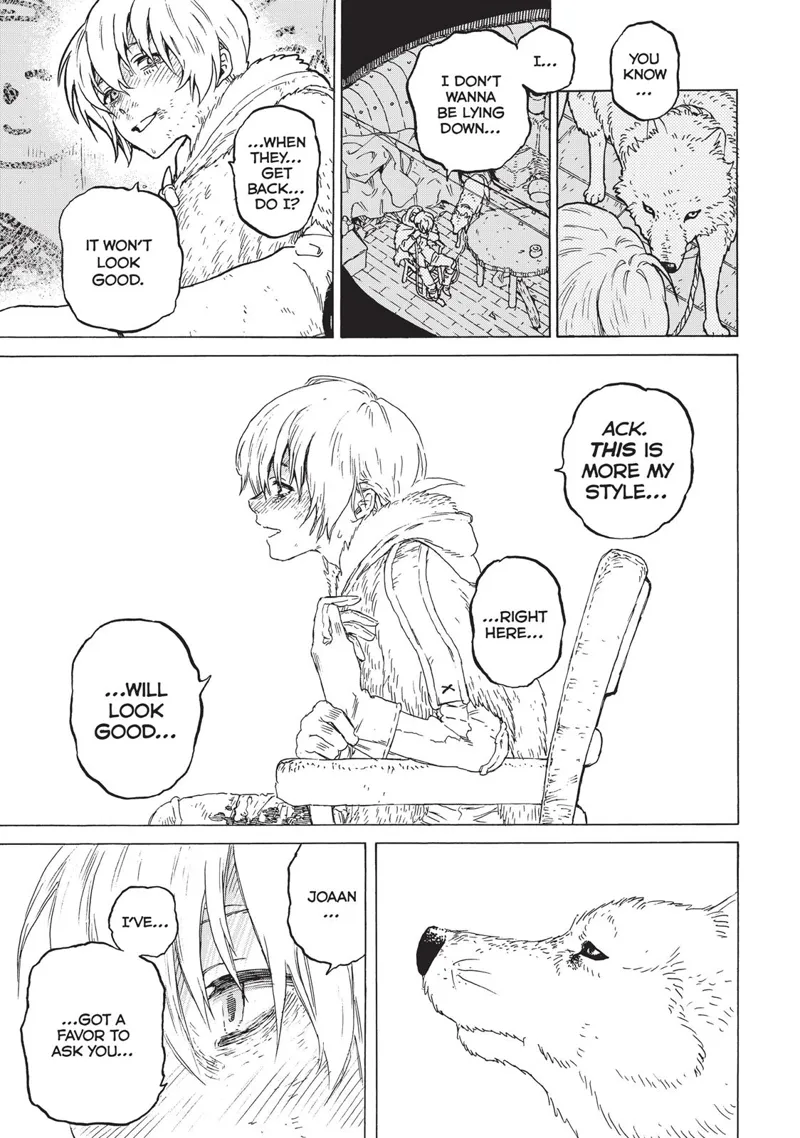 YOU
KNOW
...
I...
I DON'T
WANNA
BE LYING
DOWN...
...WHEN
THEY...
GET
BACK...
DO I?
IT WON'T
LOOK
GOOD.
ACK.
THIS IS
MORE MY
STYLE...
...RIGHT
HERE...
...WILL
LOOK
GOOD...
JOAAN
...
I'VE...
...GOT A
FAVOR TO
ASK YOU...